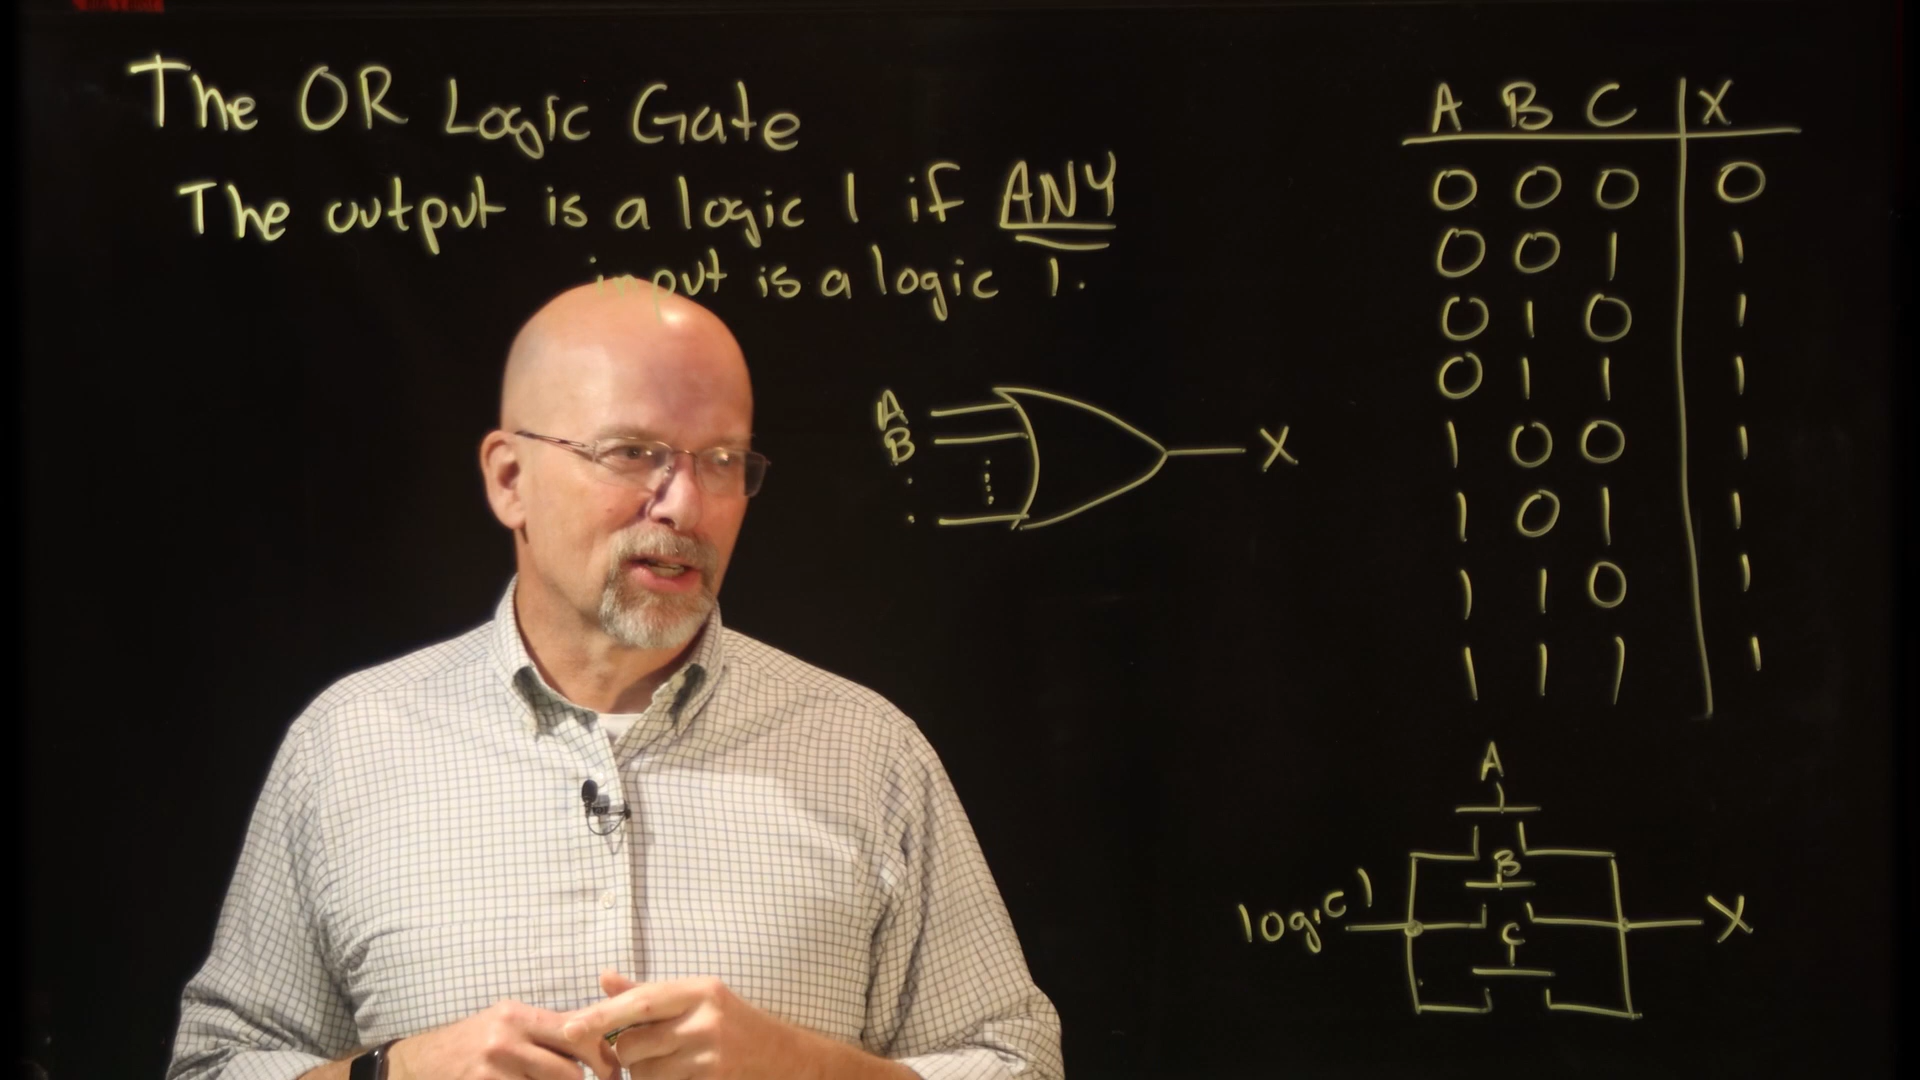 The OR Logic Gate
The output is a logic 1 if ANY
input is a logic 1.
A
B
X
A B C X
0 0 0 0
0 0 1 1
0 1 0 1
0 1 1 1
1 0 0 1
1 0 1 1
1 1 0 1
1 1 1 1
A
B
logic 1
C
X